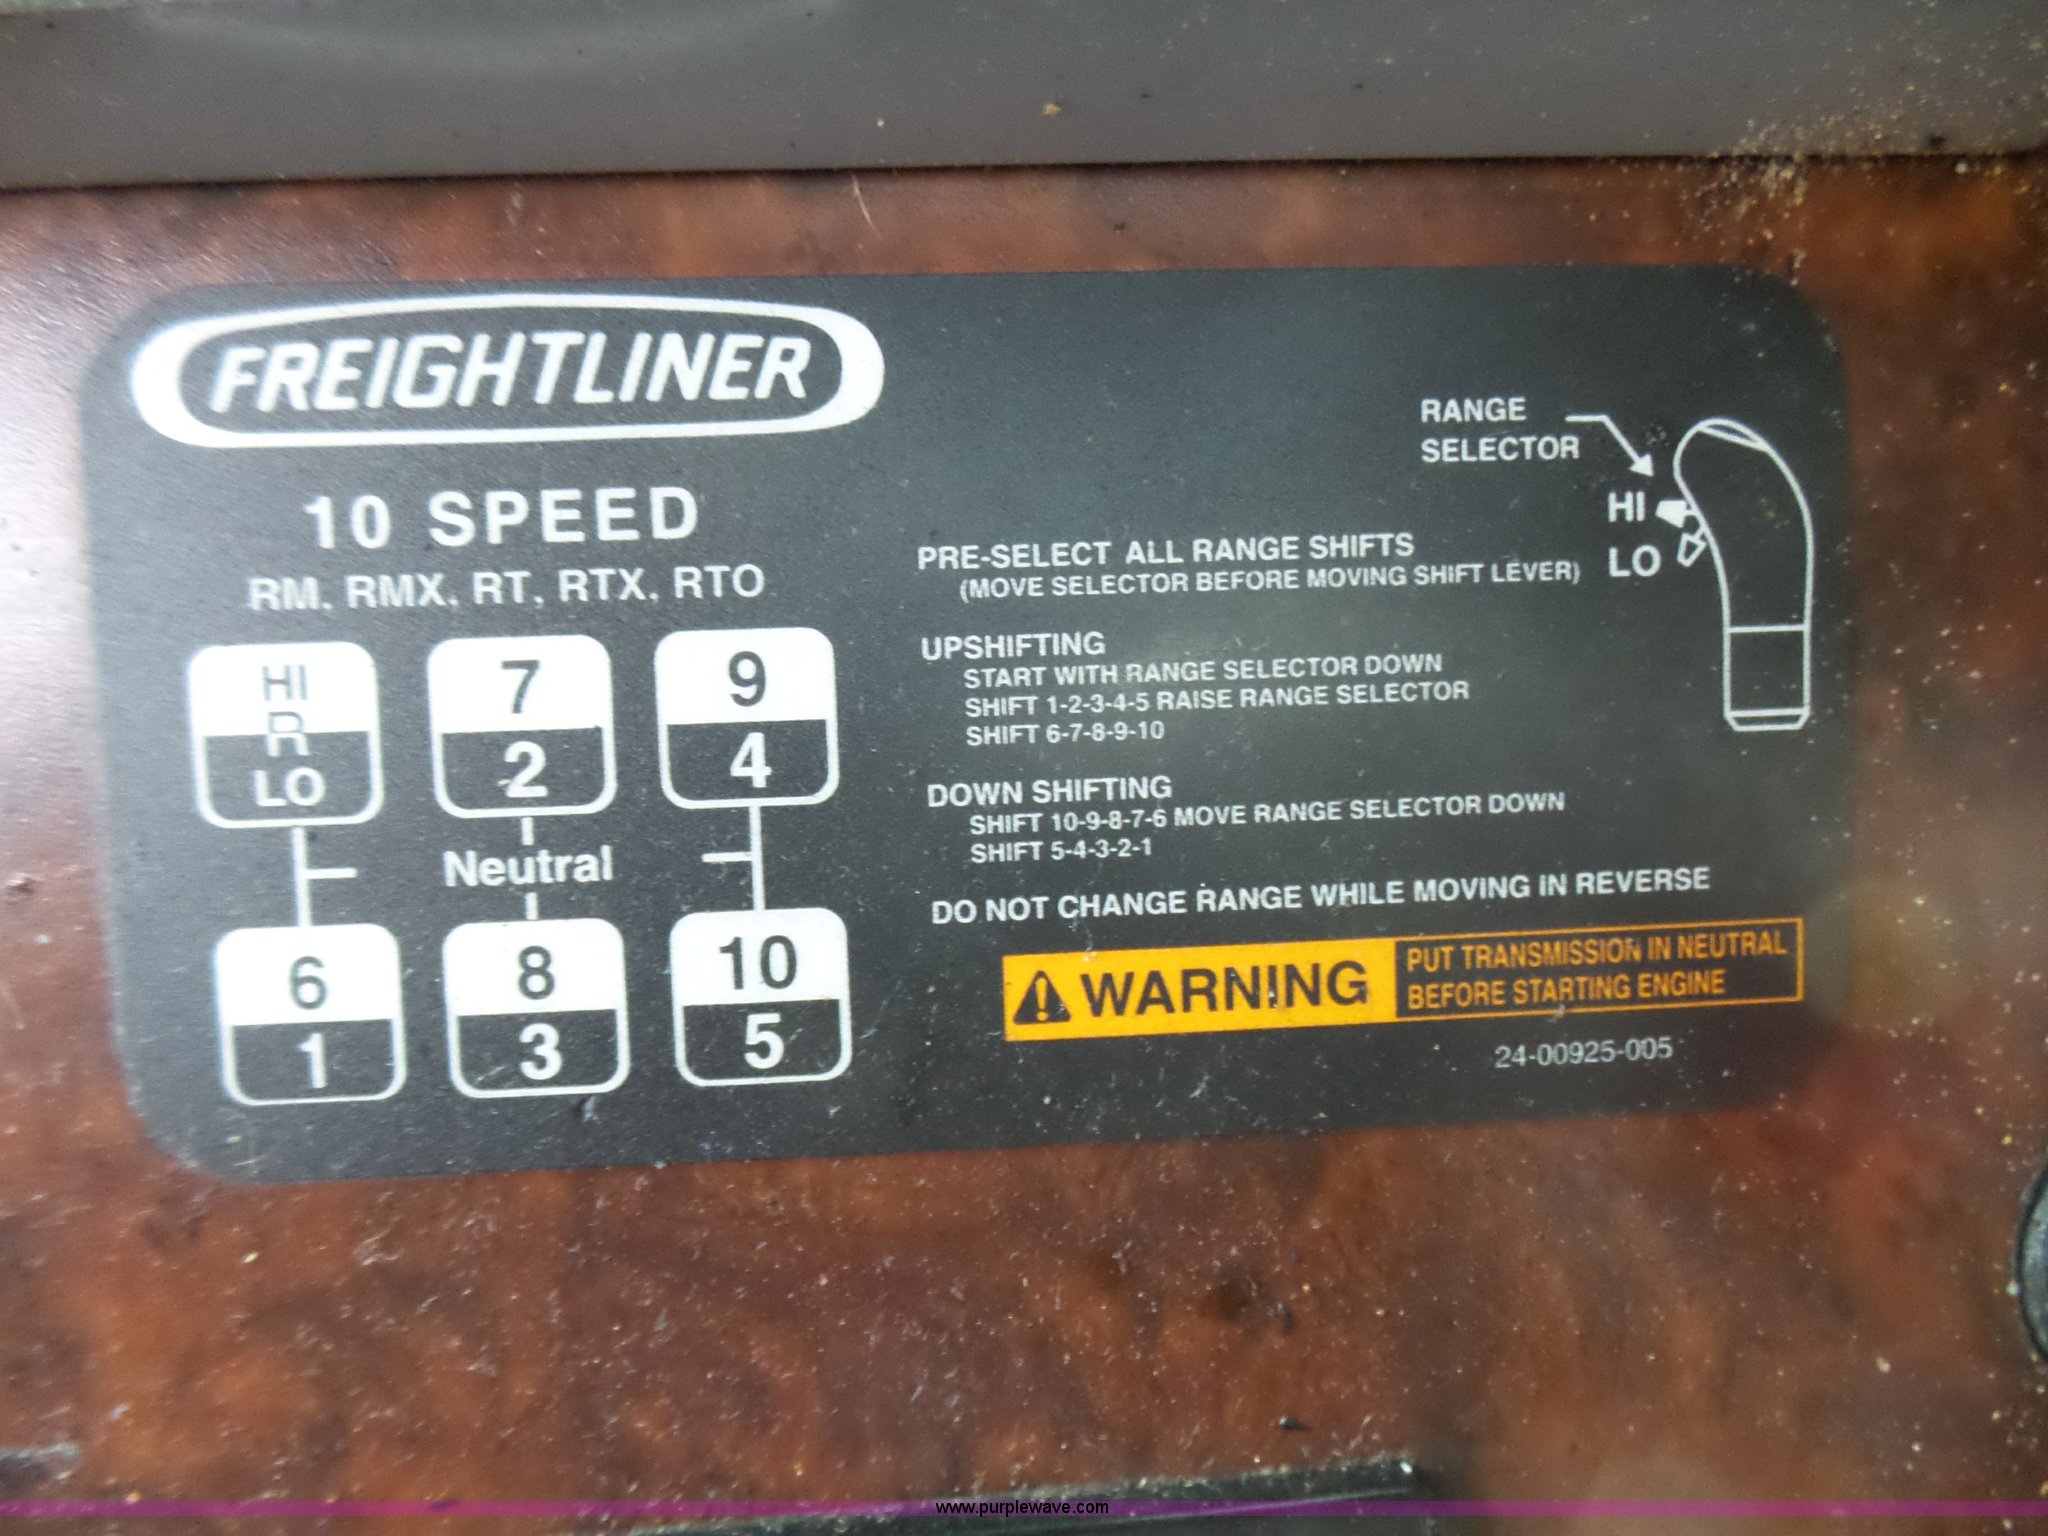 FREIGHTLINER
10 SPEED
RM, RMX, RT, RTX, RTO
HI
R
LO
7
2
9
4
Neutral
6
1
8
3
10
5
RANGE
SELECTOR
HI
LO
PRE-SELECT ALL RANGE SHIFTS
(MOVE SELECTOR BEFORE MOVING SHIFT LEVER)
UPSHIFTING
START WITH RANGE SELECTOR DOWN
SHIFT 1-2-3-4-5 RAISE RANGE SELECTOR
SHIFT 6-7-8-9-10
DOWN SHIFTING
SHIFT 10-9-8-7-6 MOVE RANGE SELECTOR DOWN
SHIFT 5-4-3-2-1
DO NOT CHANGE RANGE WHILE MOVING IN REVERSE
WARNING
PUT TRANSMISSION IN NEUTRAL
BEFORE STARTING ENGINE
24-00925-005
www.purplewave.com